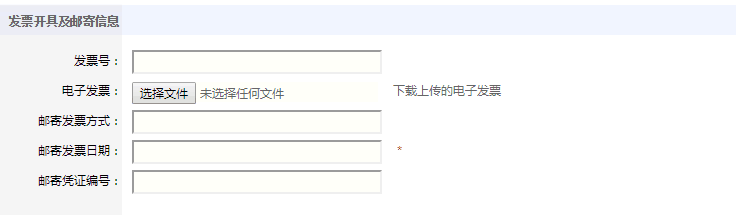 发票开具及邮寄信息
发票号：
电子发票： 选择文件 未选择任何文件 下载上传的电子发票
邮寄发票方式：
邮寄发票日期： *
邮寄凭证编号：